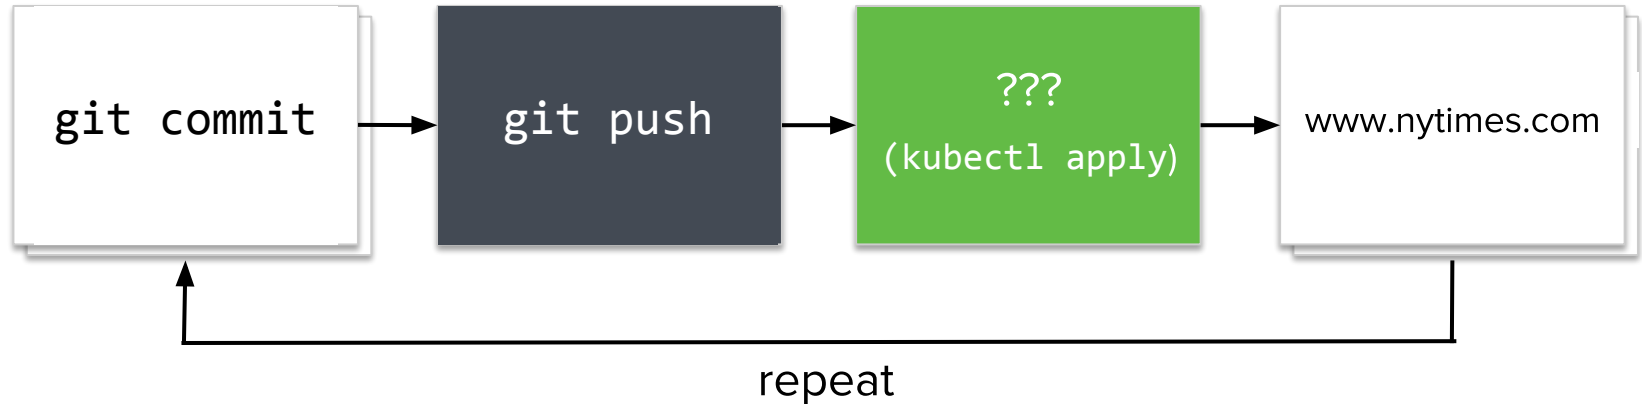 git commit
git push
???
(kubectl apply)
www.nytimes.com
repeat